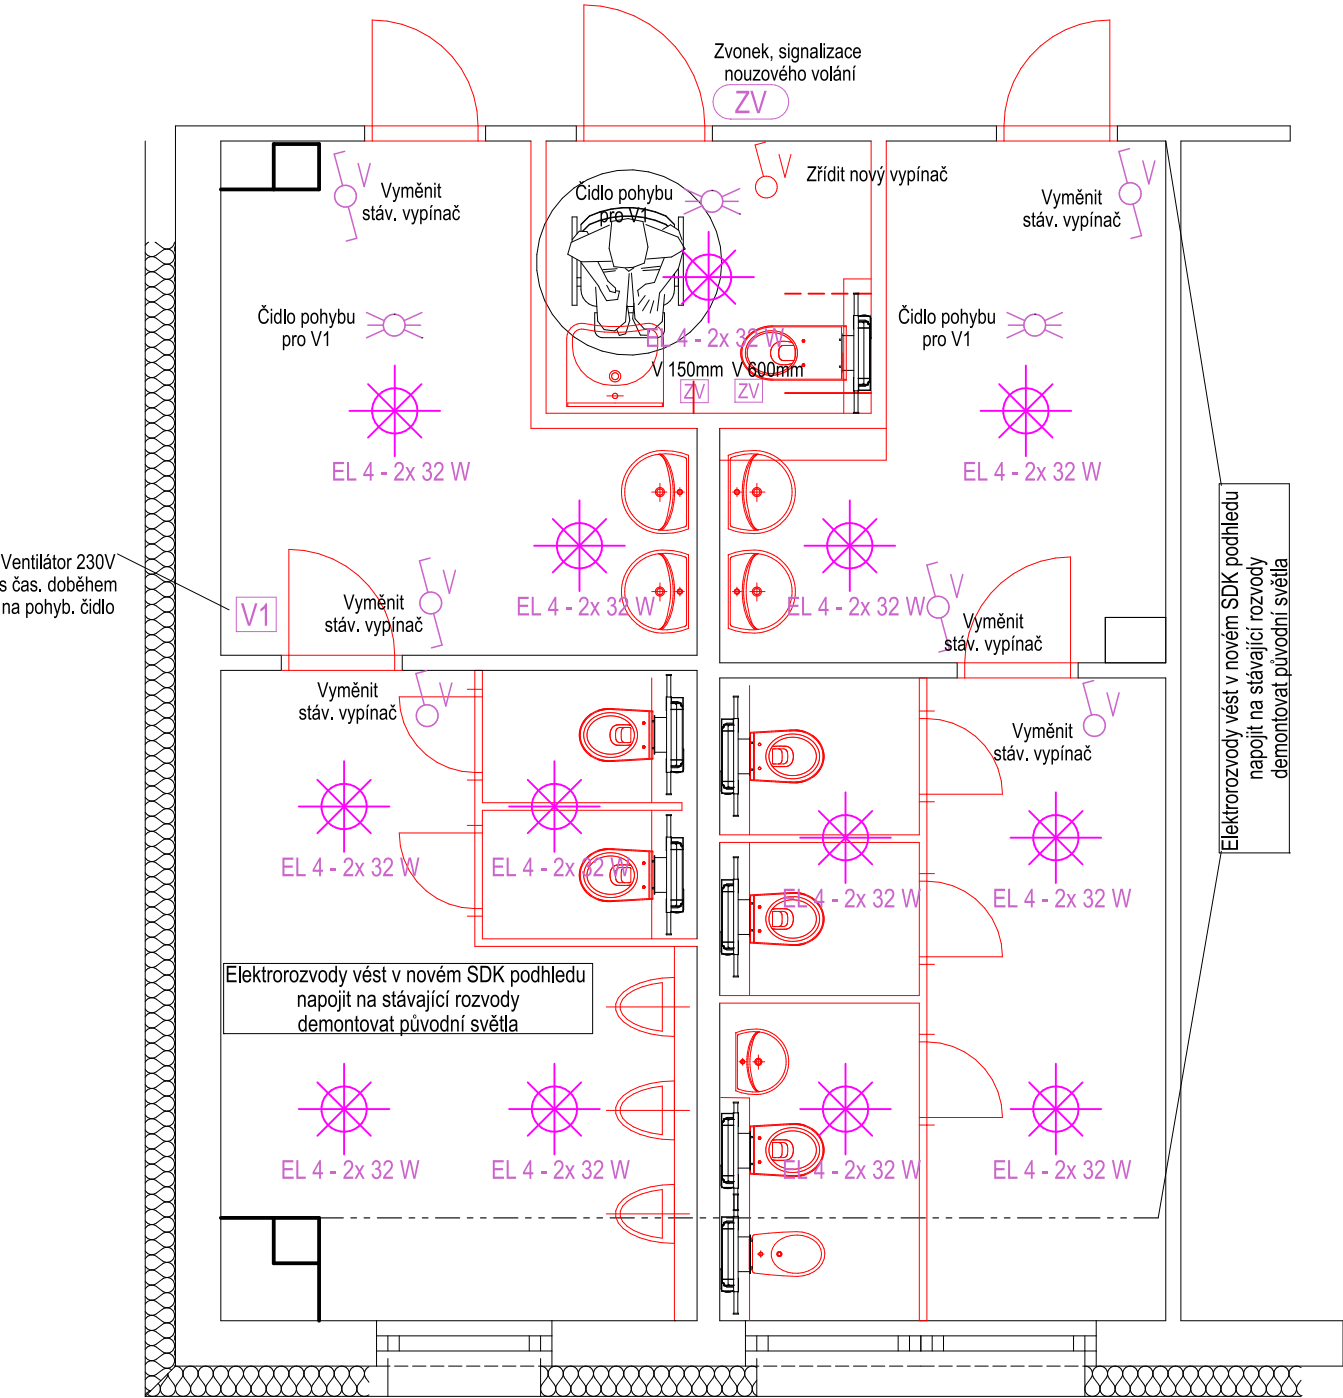 Zvonek, signalizace
nouzového volání
ZV
V
Vyměnit
stáv. vypínač
Čidlo pohybu
pro V1
V
Zřídit nový vypínač
Vyměnit
stáv. vypínač
V
Čidlo pohybu
pro V1
EL 4 - 2x 32 W
V 150mm
V 600mm
ZV
ZV
Čidlo pohybu
pro V1
EL 4 - 2x 32 W
EL 4 - 2x 32 W
Ventilátor 230V
s čas. doběhem
na pohyb. čidlo
V1
Vyměnit
stáv. vypínač
V
EL 4 - 2x 32 W
EL 4 - 2x 32 W
V
Vyměnit
stáv. vypínač
Elektrorozvody vést v novém SDK podhledu
napojit na stávající rozvody
demontovat původní světla
Vyměnit
stáv. vypínač
V
V
Vyměnit
stáv. vypínač
EL 4 - 2x 32 W
EL 4 - 2x 32 W
EL 4 - 2x 32 W
EL 4 - 2x 32 W
Elektrorozvody vést v novém SDK podhledu
napojit na stávající rozvody
demontovat původní světla
EL 4 - 2x 32 W
EL 4 - 2x 32 W
EL 4 - 2x 32 W
EL 4 - 2x 32 W